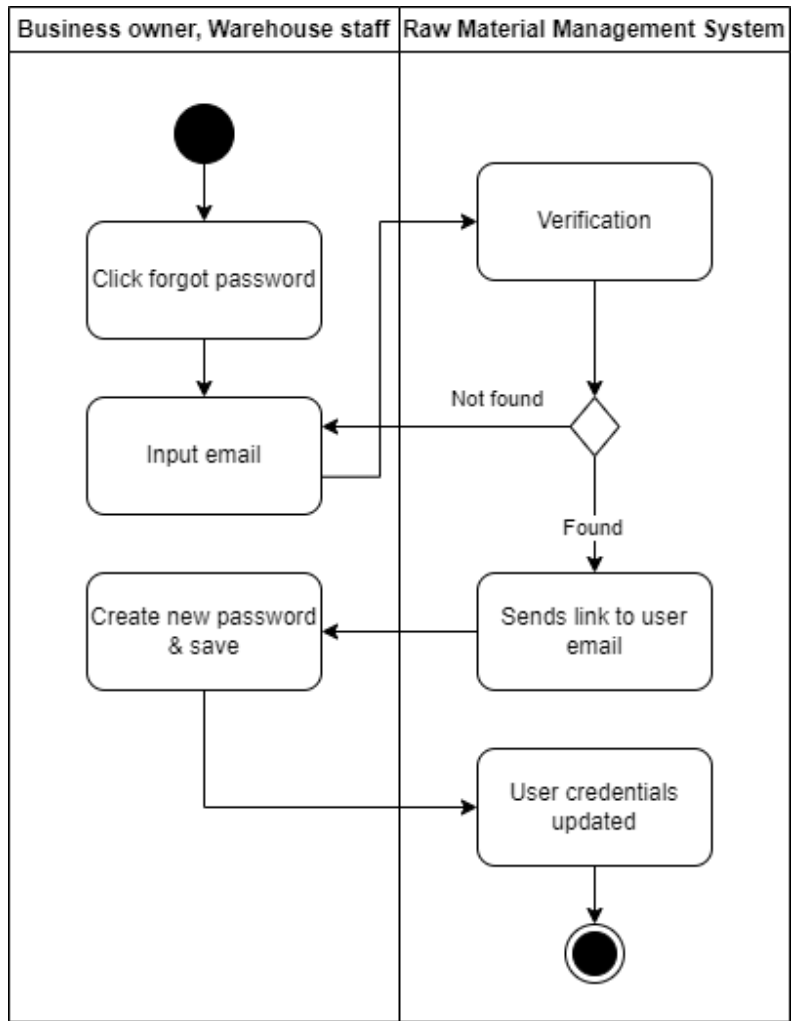 Business owner, Warehouse staff
Raw Material Management System
Verification
Click forgot password
Not found
Input email
Found
Create new password
& save
Sends link to user
email
User credentials
updated